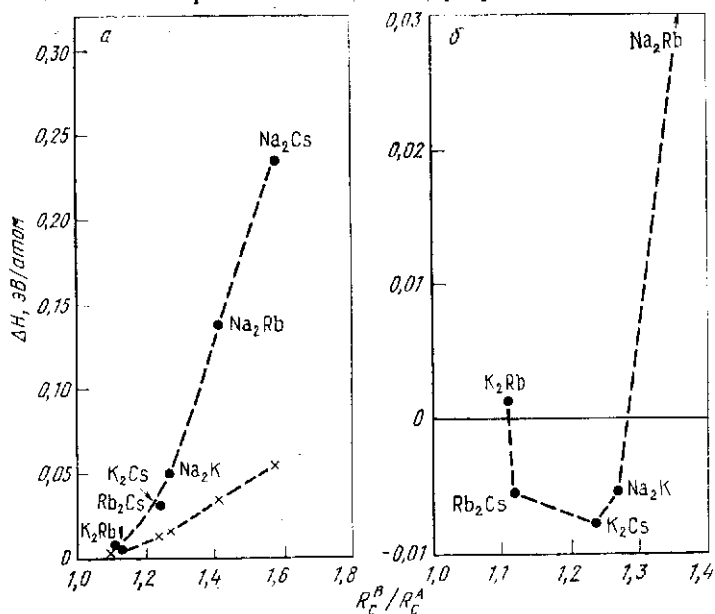 0,30
0,25
0,20
0,15
0,10
0,05
0
ΔH, эВ/атом
а
Na₂Cs
Na₂Rb
Na₂K
K₂Cs
Rb₂Cs
K₂Rb
1,0
1,2
1,4
1,6
1,8
0,03
0,02
0,01
0
-0,01
б
Na₂Rb
K₂Rb
Rb₂Cs
K₂Cs
Na₂K
1,0
1,1
1,2
1,3
1,4
R_c^B/R_c^A